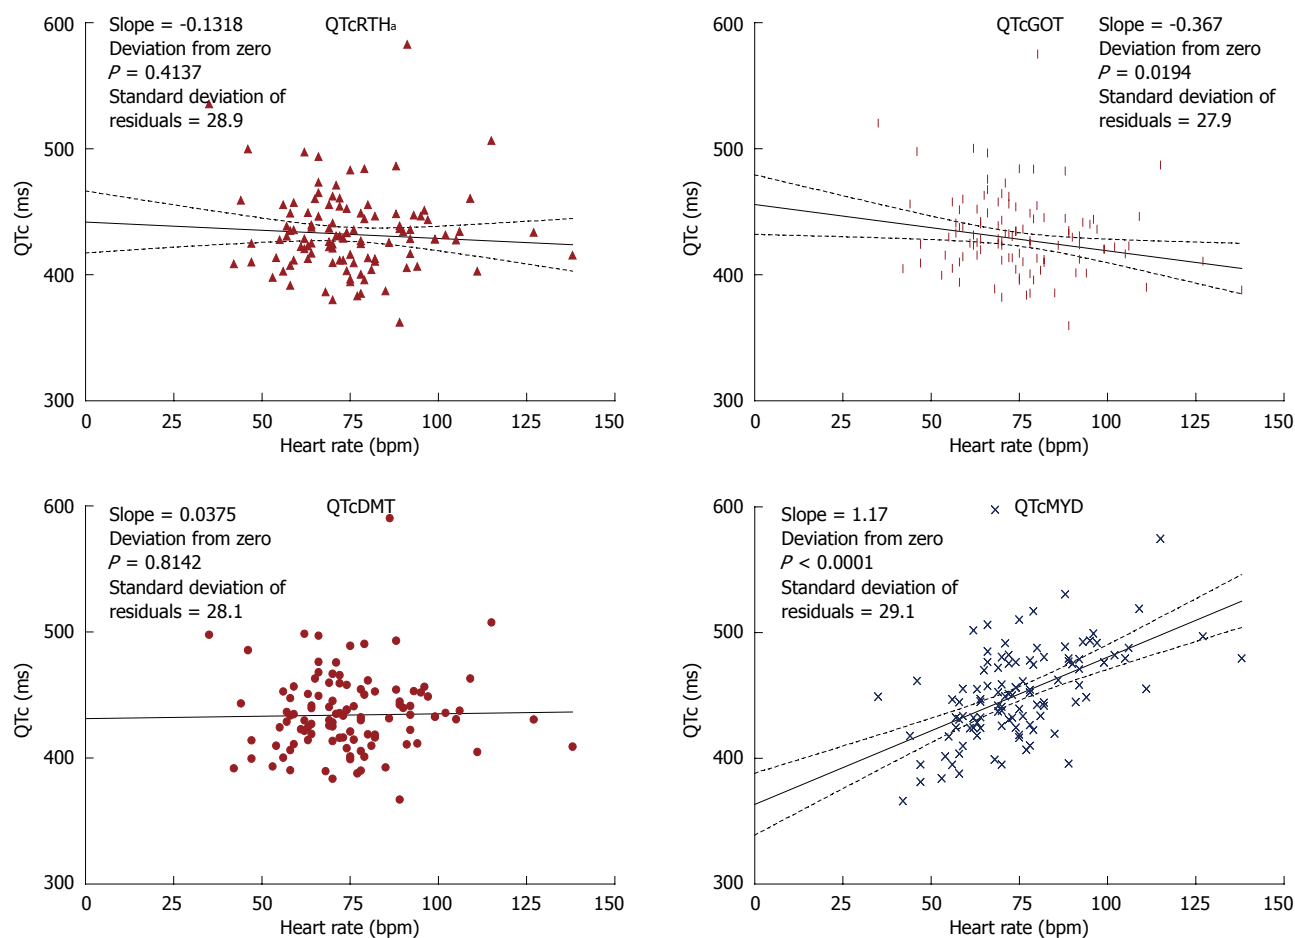 QTcRTHa
Slope = -0.1318
Deviation from zero
P = 0.4137
Standard deviation of
residuals = 28.9
600
500
400
300
QTc (ms)
0 25 50 75 100 125 150
Heart rate (bpm)
QTcGOT
Slope = -0.367
Deviation from zero
P = 0.0194
Standard deviation of
residuals = 27.9
600
500
400
300
QTc (ms)
0 25 50 75 100 125 150
Heart rate (bpm)
QTcDMT
Slope = 0.0375
Deviation from zero
P = 0.8142
Standard deviation of
residuals = 28.1
600
500
400
300
QTc (ms)
0 25 50 75 100 125 150
Heart rate (bpm)
QTcMYD
Slope = 1.17
Deviation from zero
P < 0.0001
Standard deviation of
residuals = 29.1
600
500
400
300
QTc (ms)
0 25 50 75 100 125 150
Heart rate (bpm)